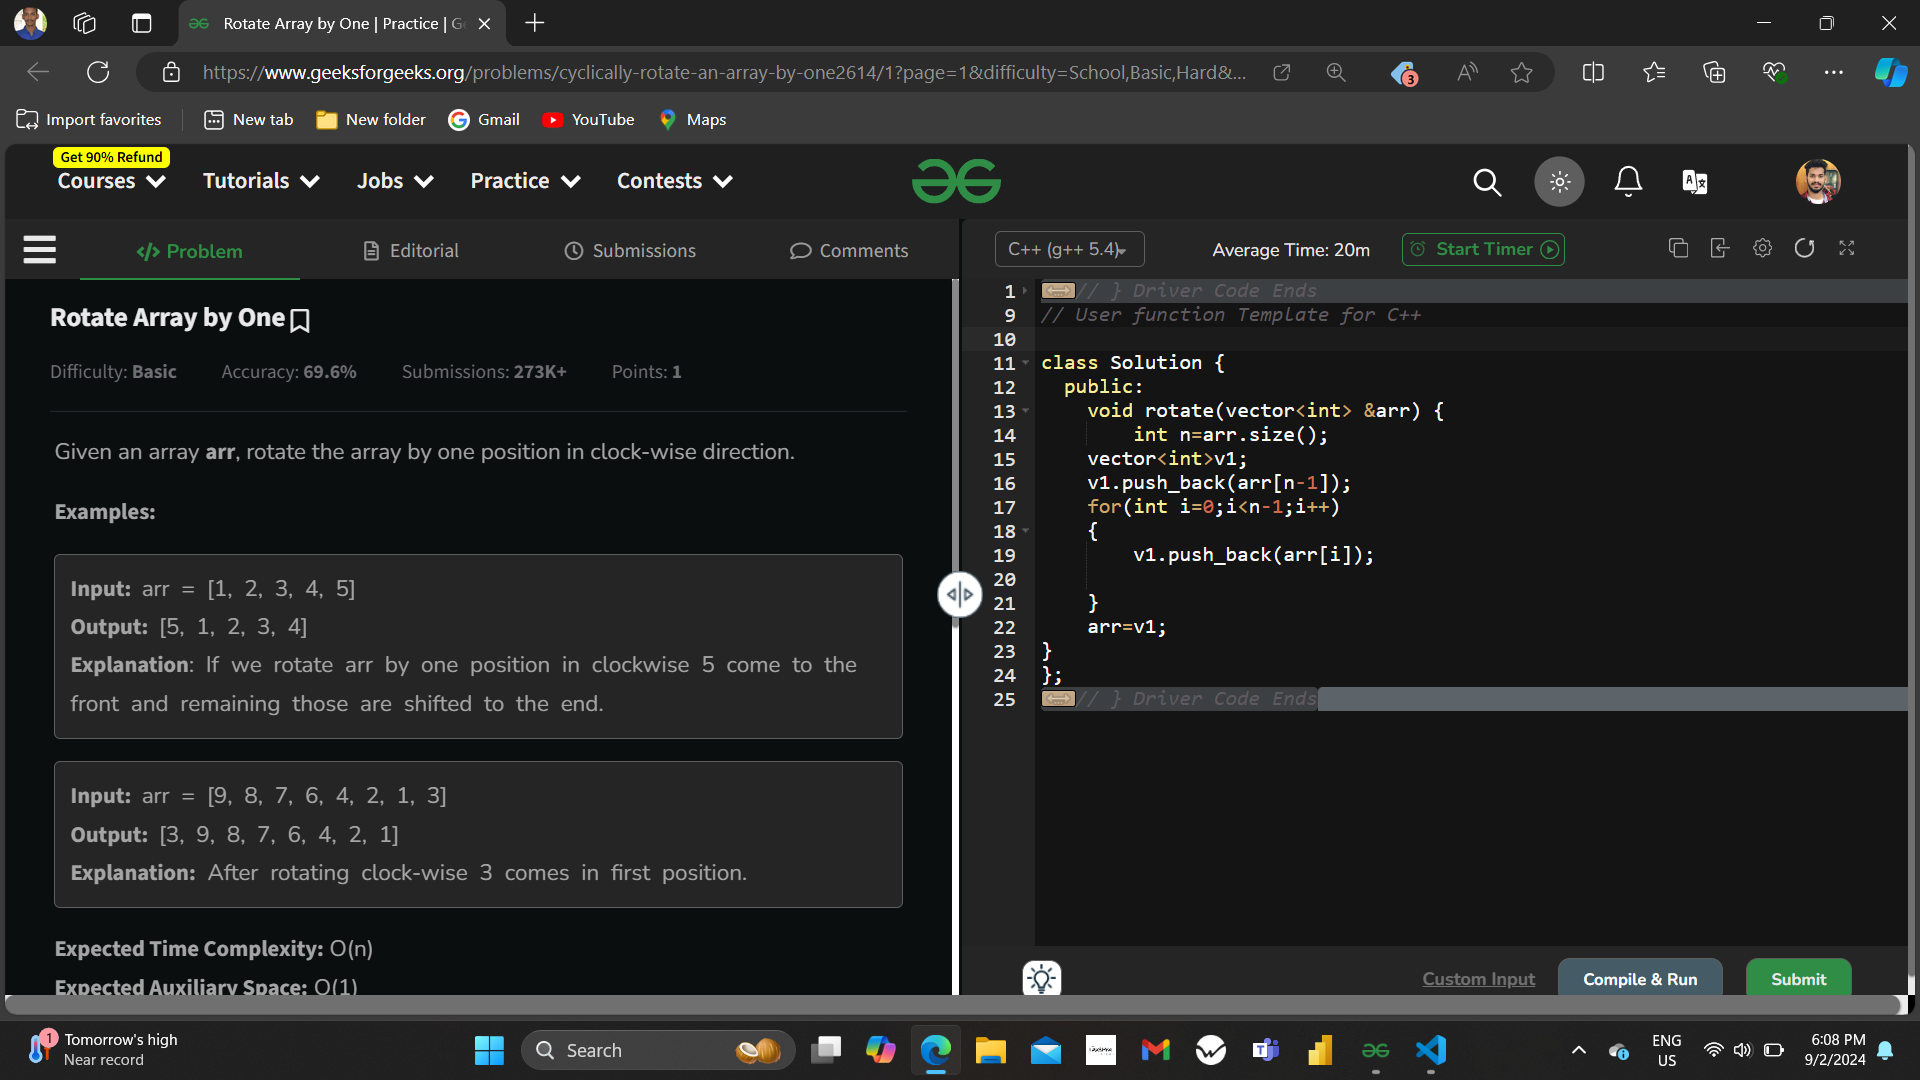 Rotate Array by One | Practice | G
https://www.geeksforgeeks.org/problems/cyclically-rotate-an-array-by-one2614/1?page=1&difficulty=School,Basic,Hard&...
3
Import favorites
New tab
New folder
Gmail
YouTube
Maps
Get 90% Refund
Courses
Tutorials
Jobs
Practice
Contests
Problem
Editorial
Submissions
Comments
C++ (g++ 5.4)
Average Time: 20m
Start Timer
Rotate Array by One
Difficulty: Basic Accuracy: 69.6% Submissions: 273K+ Points: 1
Given an array arr, rotate the array by one position in clock-wise direction.
Examples:
Input: arr = [1, 2, 3, 4, 5]
Output: [5, 1, 2, 3, 4]
Explanation: If we rotate arr by one position in clockwise 5 come to the
front and remaining those are shifted to the end.
Input: arr = [9, 8, 7, 6, 4, 2, 1, 3]
Output: [3, 9, 8, 7, 6, 4, 2, 1]
Explanation: After rotating clock-wise 3 comes in first position.
Expected Time Complexity: O(n)
Expected Auxiliary Space: O(1)
1 // } Driver Code Ends
9 // User function Template for C++
10
11 class Solution {
12 public:
13 void rotate(vector<int> &arr) {
14 int n=arr.size();
15 vector<int>v1;
16 v1.push_back(arr[n-1]);
17 for(int i=0;i<n-1;i++)
18 {
19 v1.push_back(arr[i]);
20
21 }
22 arr=v1;
23 }
24 };
25 // } Driver Code Ends
Custom Input
Compile & Run
Submit
1
Tomorrow's high
Near record
Search
ENG
US
6:08 PM
9/2/2024